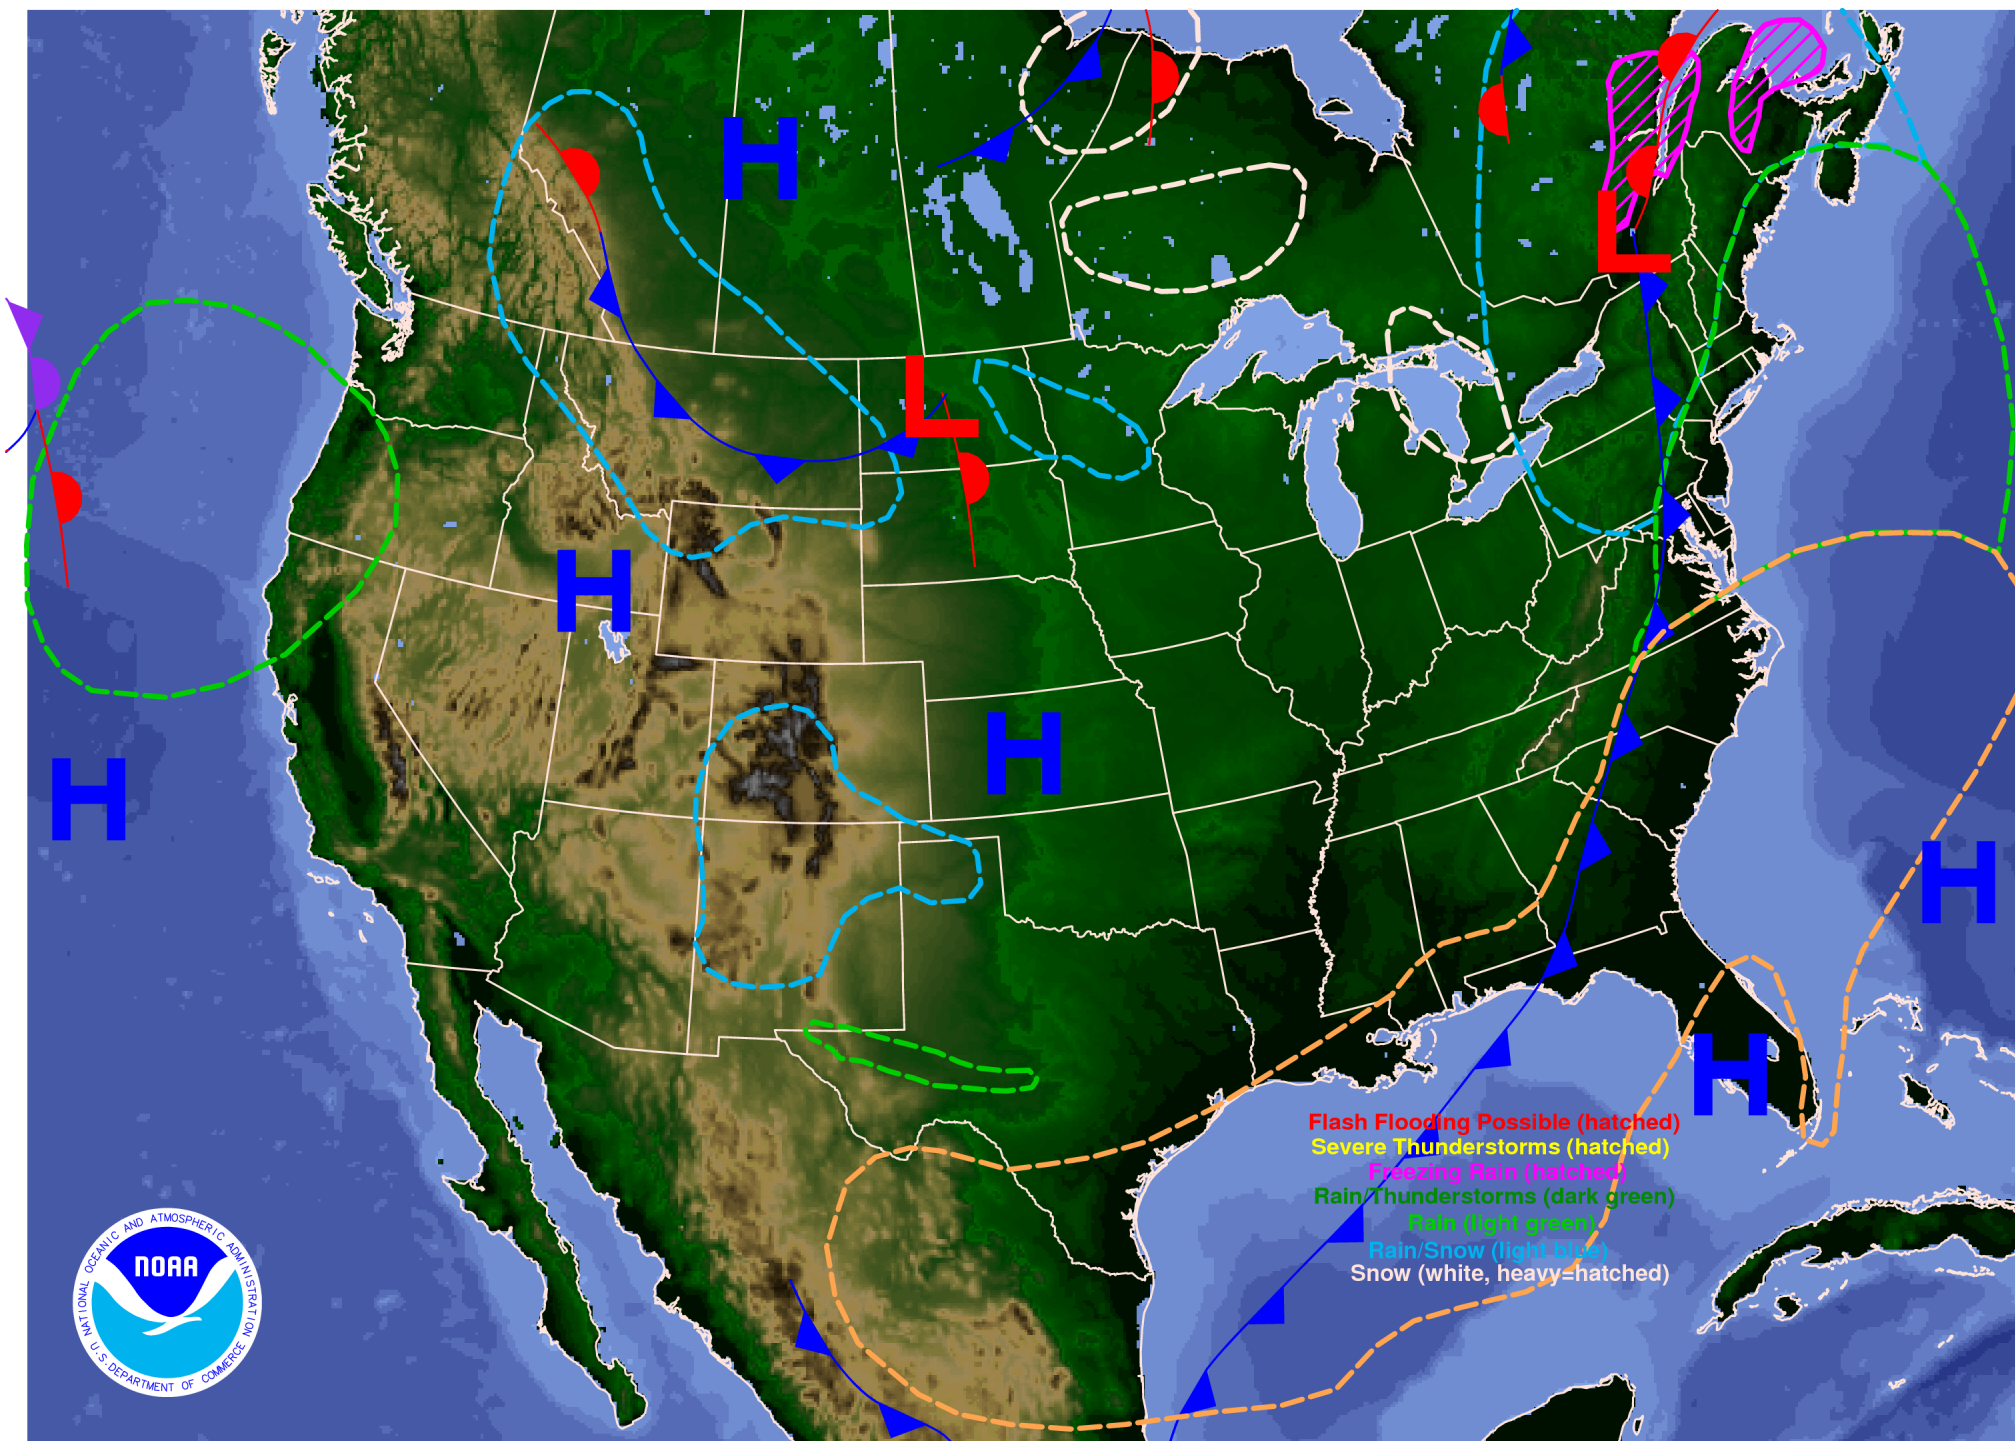 H
H
L
L
H
H
H
H
H
Flash Flooding Possible (hatched)
Severe Thunderstorms (hatched)
Freezing Rain (hatched)
Rain/Thunderstorms (dark green)
Rain (light green)
Rain/Snow (light blue)
Snow (white, heavy=hatched)
NATIONAL OCEANIC AND ATMOSPHERIC ADMINISTRATION
NOAA
U.S. DEPARTMENT OF COMMERCE